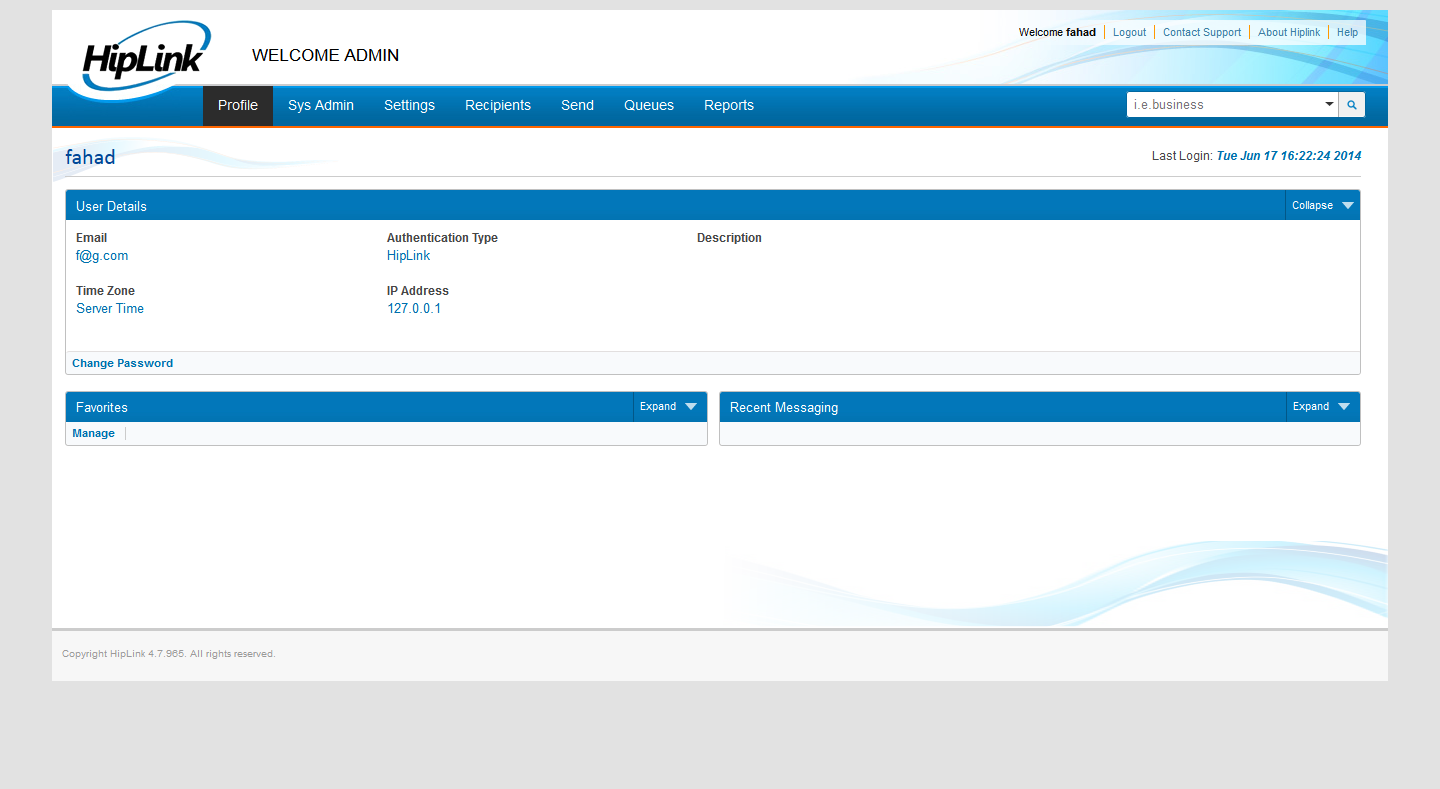 HipLink
WELCOME ADMIN
Welcome fahad Logout Contact Support About Hiplink Help
Profile Sys Admin Settings Recipients Send Queues Reports i.e.business
fahad Last Login: Tue Jun 17 16:22:24 2014
User Details Collapse
Email Authentication Type Description
f@g.com HipLink
Time Zone IP Address
Server Time 127.0.0.1
Change Password
Favorites Expand Recent Messaging Expand
Manage
Copyright HipLink 4.7.965. All rights reserved.